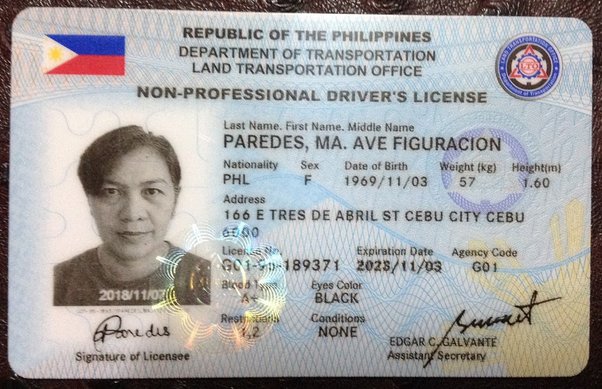 REPUBLIC OF THE PHILIPPINES
DEPARTMENT OF TRANSPORTATION
LAND TRANSPORTATION OFFICE
NON-PROFESSIONAL DRIVER'S LICENSE
Last Name. First Name. Middle Name
PAREDES, MA. AVE FIGURACION
Nationality Sex Date of Birth Weight (kg) Height(m)
PHL F 1969/11/03 57 1.60
Address
166 E TRES DE ABRIL ST CEBU CITY CEBU
6000
License No. Expiration Date Agency Code
189371 2023/11/03 G01
Blood Type Eyes Color
A+ BLACK
Restrictions Conditions
1,2 NONE
2018/11/07
Paredes
Signature of Licensee
EDGAR C. GALVANTE
Assistant Secretary
LTO